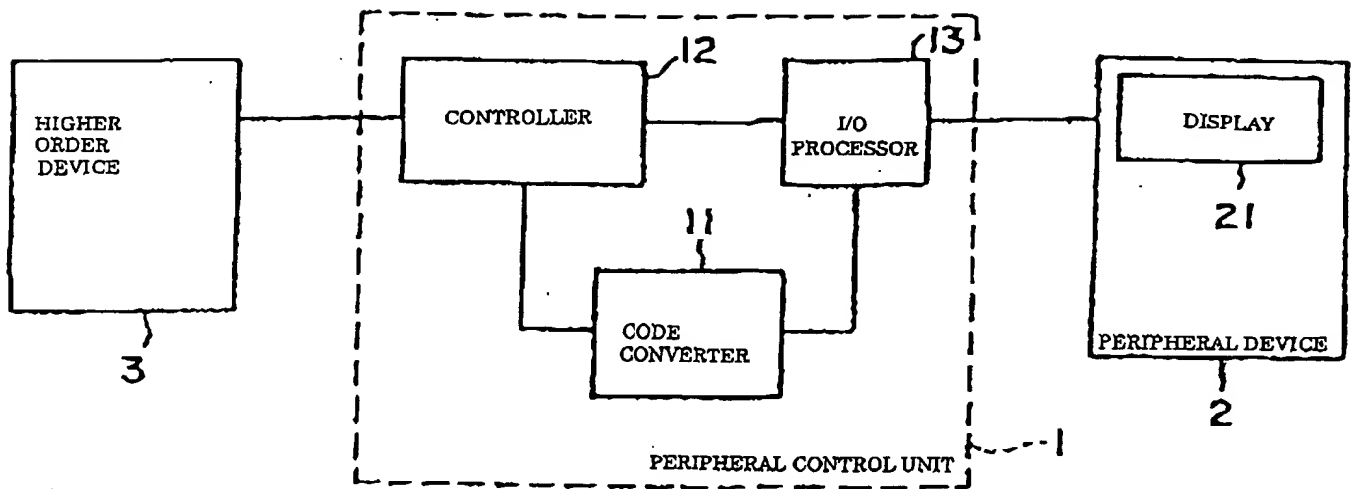 12
13
HIGHER
ORDER
DEVICE
CONTROLLER
I/O
PROCESSOR
DISPLAY
21
11
CODE
CONVERTER
3
PERIPHERAL DEVICE
2
1
PERIPHERAL CONTROL UNIT